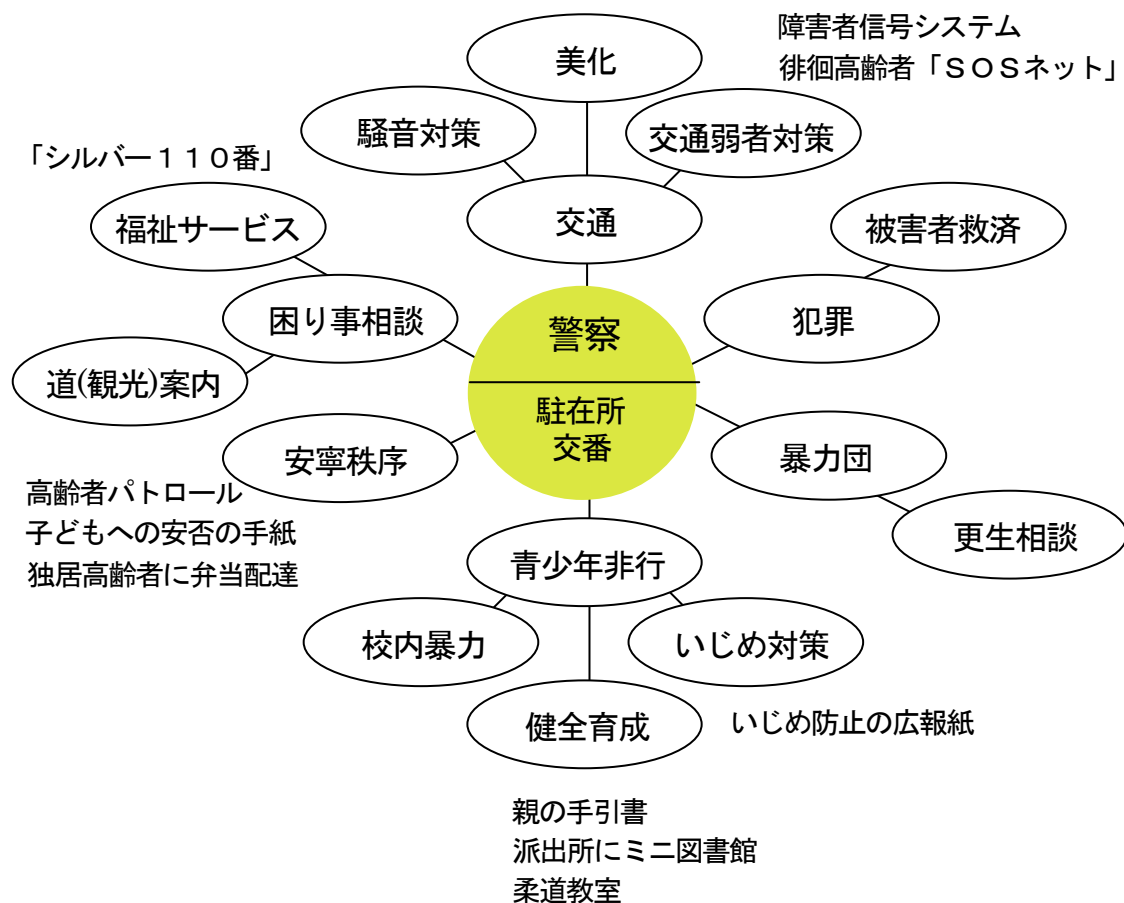 障害者信号システム
徘徊高齢者「ＳＯＳネット」
美化
騒音対策
交通弱者対策
「シルバー１１０番」
福祉サービス
交通
被害者救済
困り事相談
警察
犯罪
道(観光)案内
駐在所
交番
安寧秩序
暴力団
高齢者パトロール
子どもへの安否の手紙
独居高齢者に弁当配達
更生相談
青少年非行
校内暴力
いじめ対策
健全育成
いじめ防止の広報紙
親の手引書
派出所にミニ図書館
柔道教室